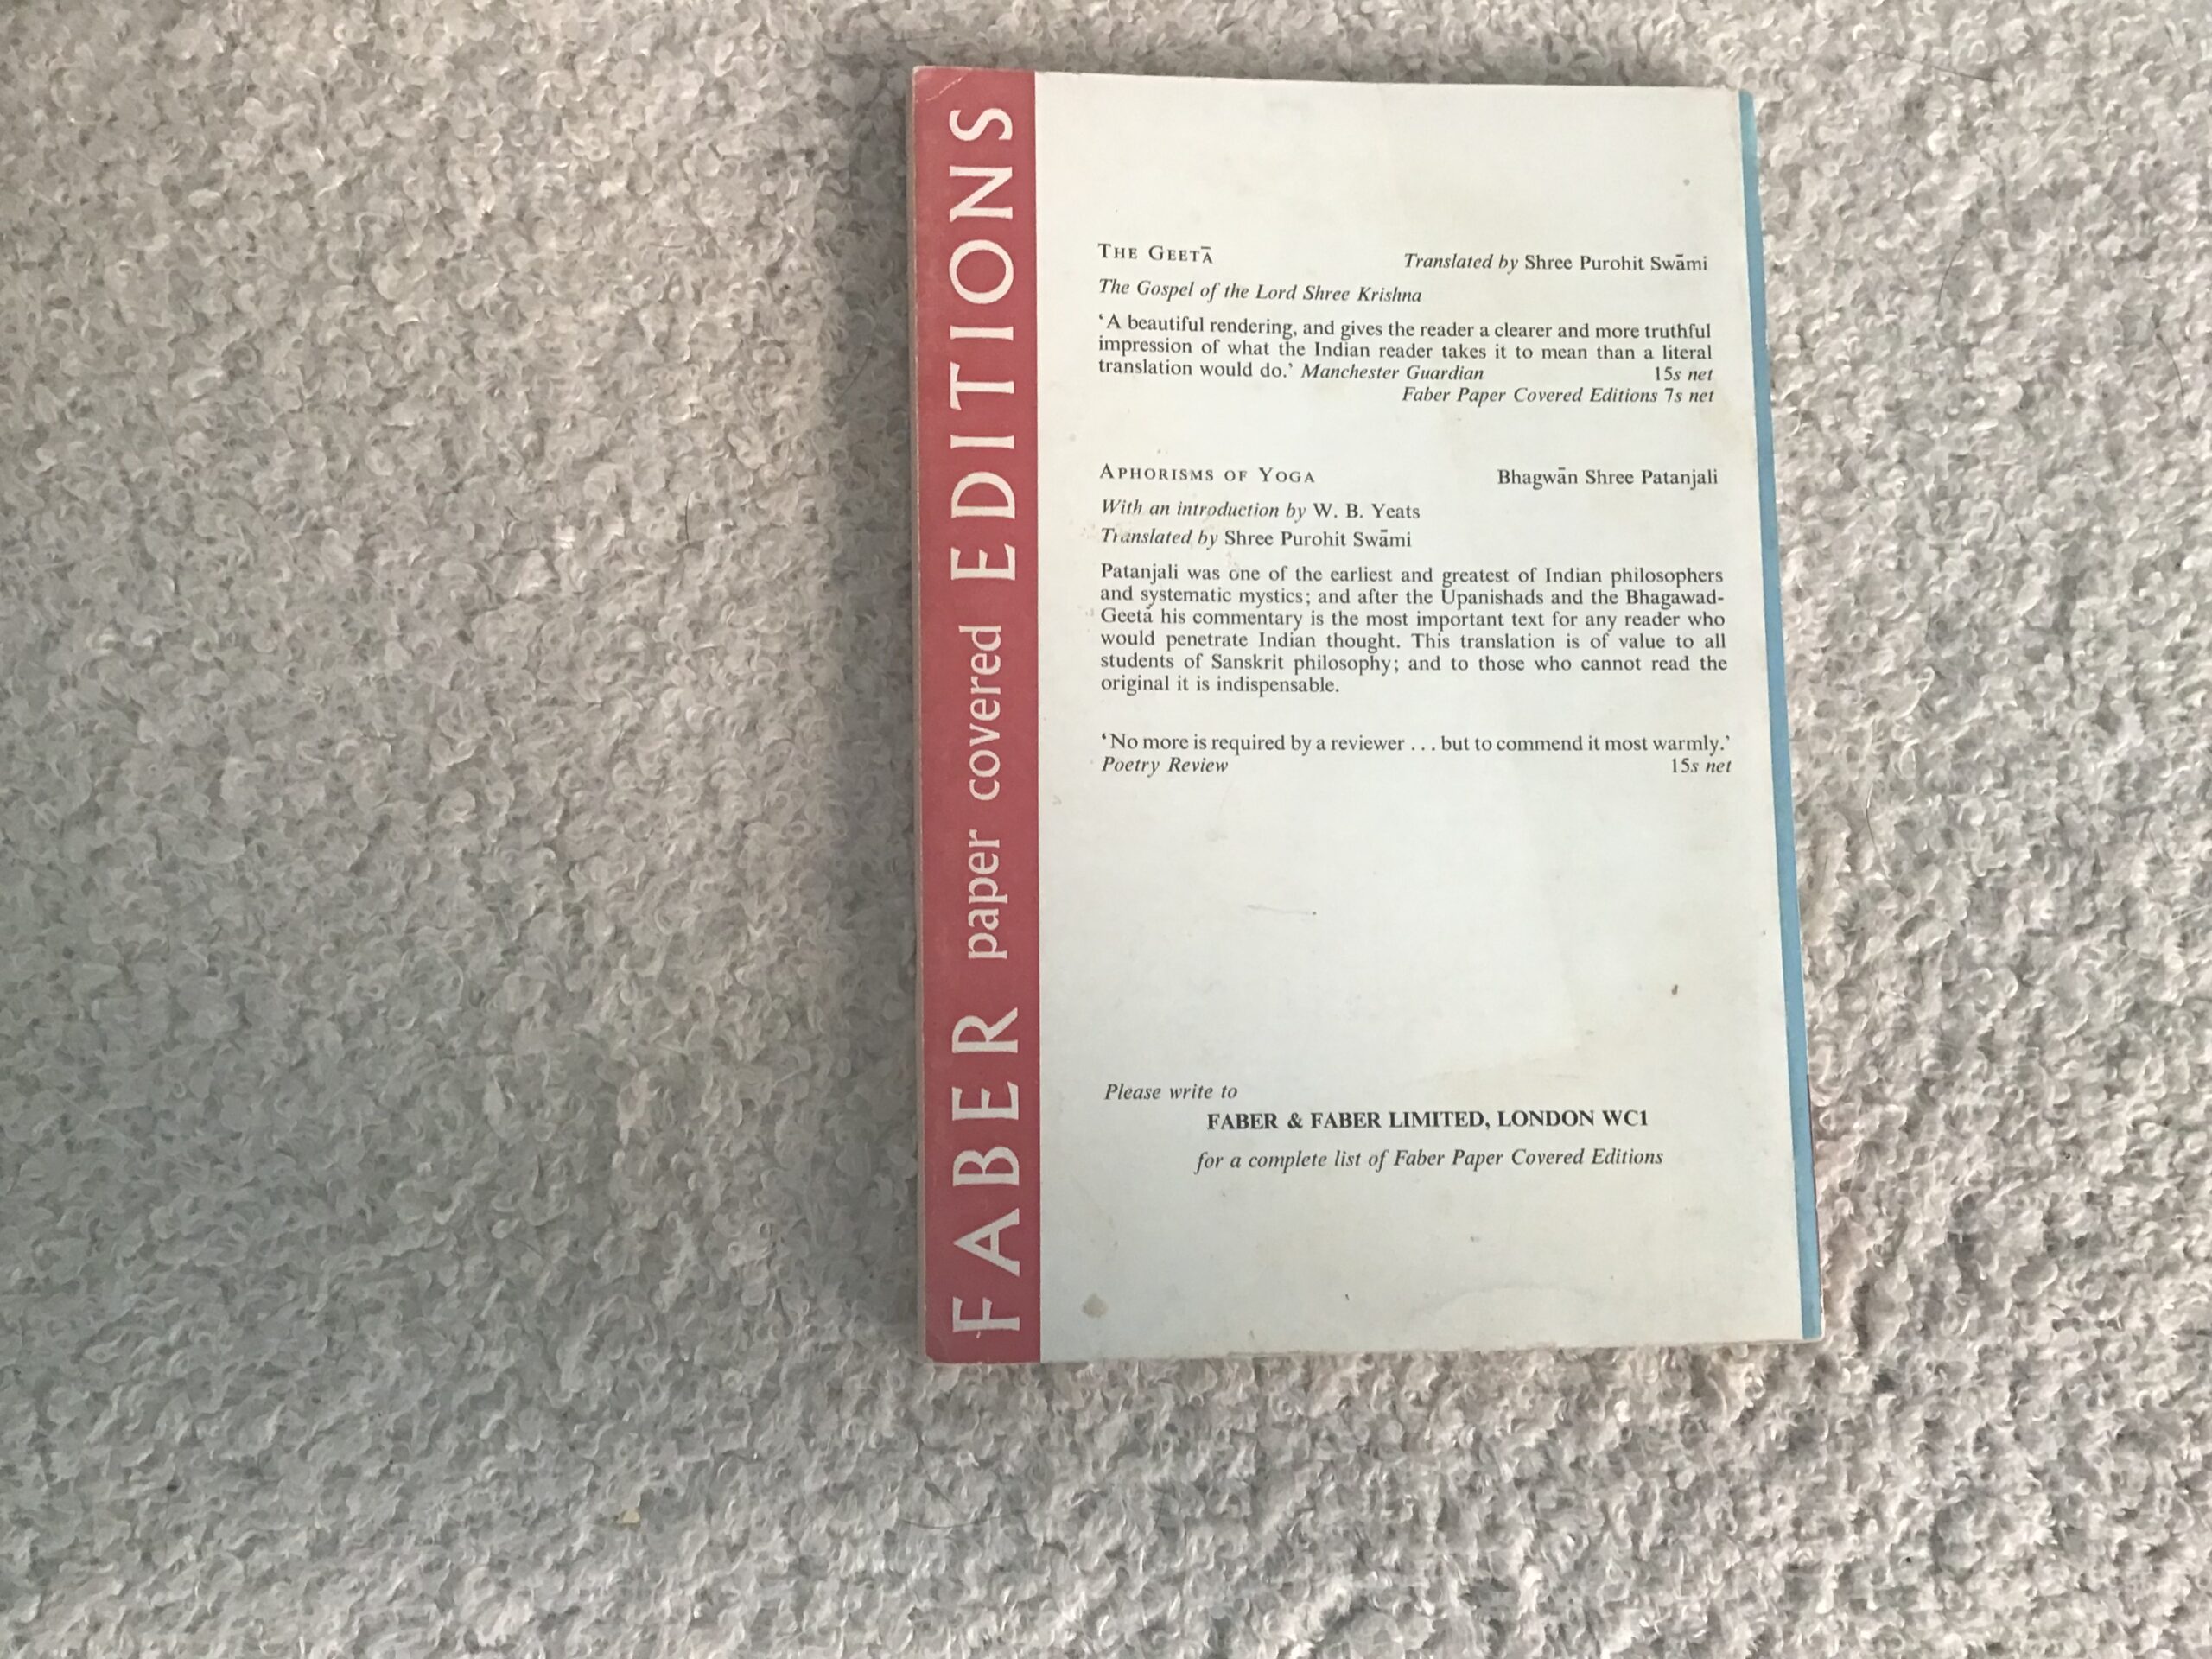 FABER paper covered EDITIONS
THE GEETĀ Translated by Shree Purohit Swāmi
The Gospel of the Lord Shree Krishna
‘A beautiful rendering, and gives the reader a clearer and more truthful
impression of what the Indian reader takes it to mean than a literal
translation would do.’ Manchester Guardian 15s net
Faber Paper Covered Editions 7s net
APHORISMS OF YOGA Bhagwān Shree Patanjali
With an introduction by W. B. Yeats
Translated by Shree Purohit Swāmi
Patanjali was one of the earliest and greatest of Indian philosophers
and systematic mystics; and after the Upanishads and the Bhagawad-
Geetā his commentary is the most important text for any reader who
would penetrate Indian thought. This translation is of value to all
students of Sanskrit philosophy; and to those who cannot read the
original it is indispensable.
‘No more is required by a reviewer . . . but to commend it most warmly.’
Poetry Review 15s net
Please write to
FABER & FABER LIMITED, LONDON WC1
for a complete list of Faber Paper Covered Editions